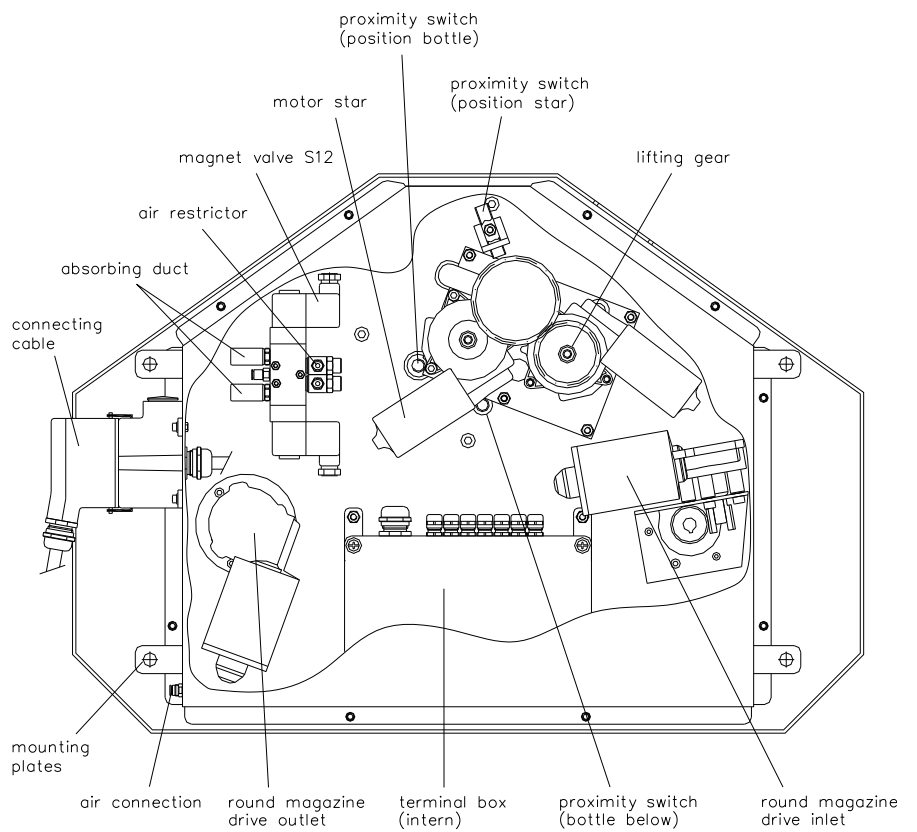 proximity switch
(position bottle)
proximity switch
(position star)
motor star
magnet valve S12
lifting gear
air restrictor
absorbing duct
connecting
cable
mounting
plates
air connection
round magazine
drive outlet
terminal box
(intern)
proximity switch
(bottle below)
round magazine
drive inlet